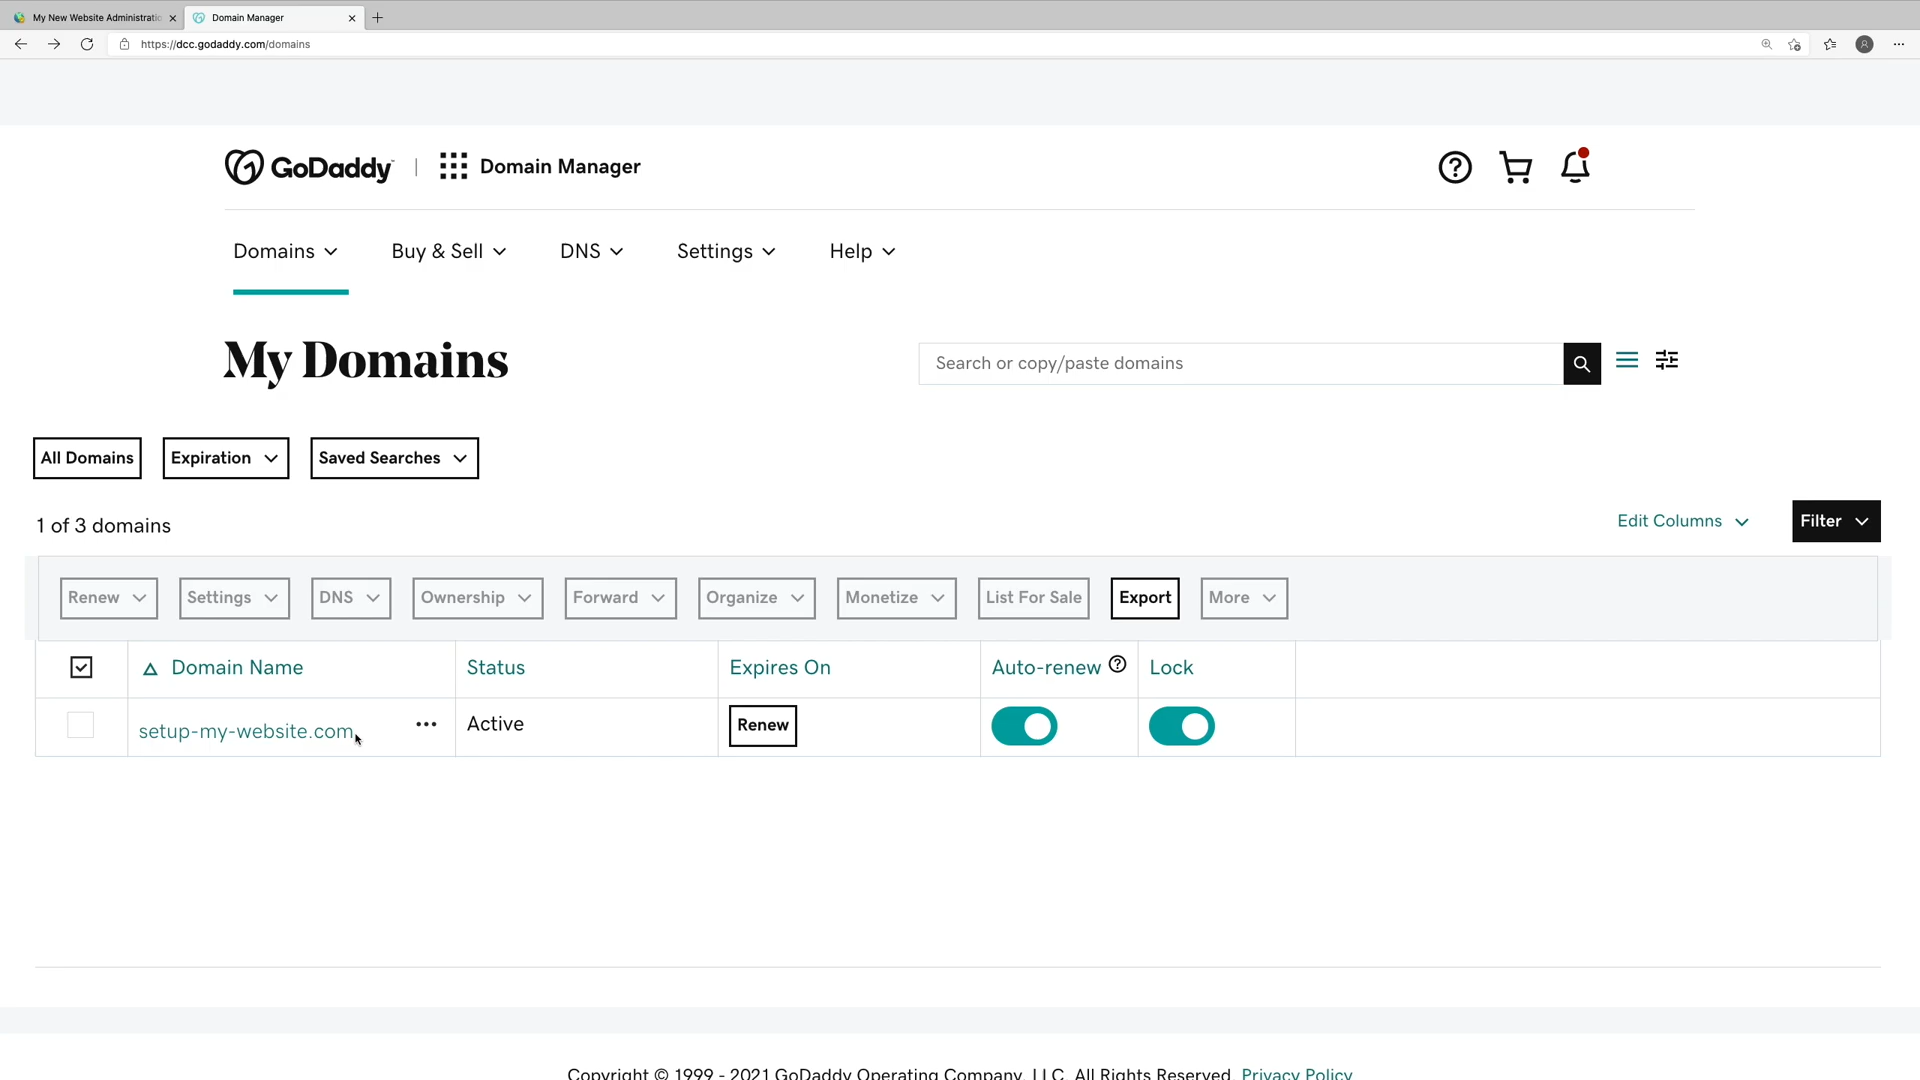 My New Website Administratio
Domain Manager
https://dcc.godaddy.com/domains
GoDaddy | Domain Manager
Domains Buy & Sell DNS Settings Help
My Domains
Search or copy/paste domains
All Domains Expiration Saved Searches
1 of 3 domains
Edit Columns Filter
Renew Settings DNS Ownership Forward Organize Monetize List For Sale Export More
Domain Name Status Expires On Auto-renew Lock
setup-my-website.com ... Active Renew
Copyright © 1999 - 2021 GoDaddy Operating Company, LLC. All Rights Reserved. Privacy Policy